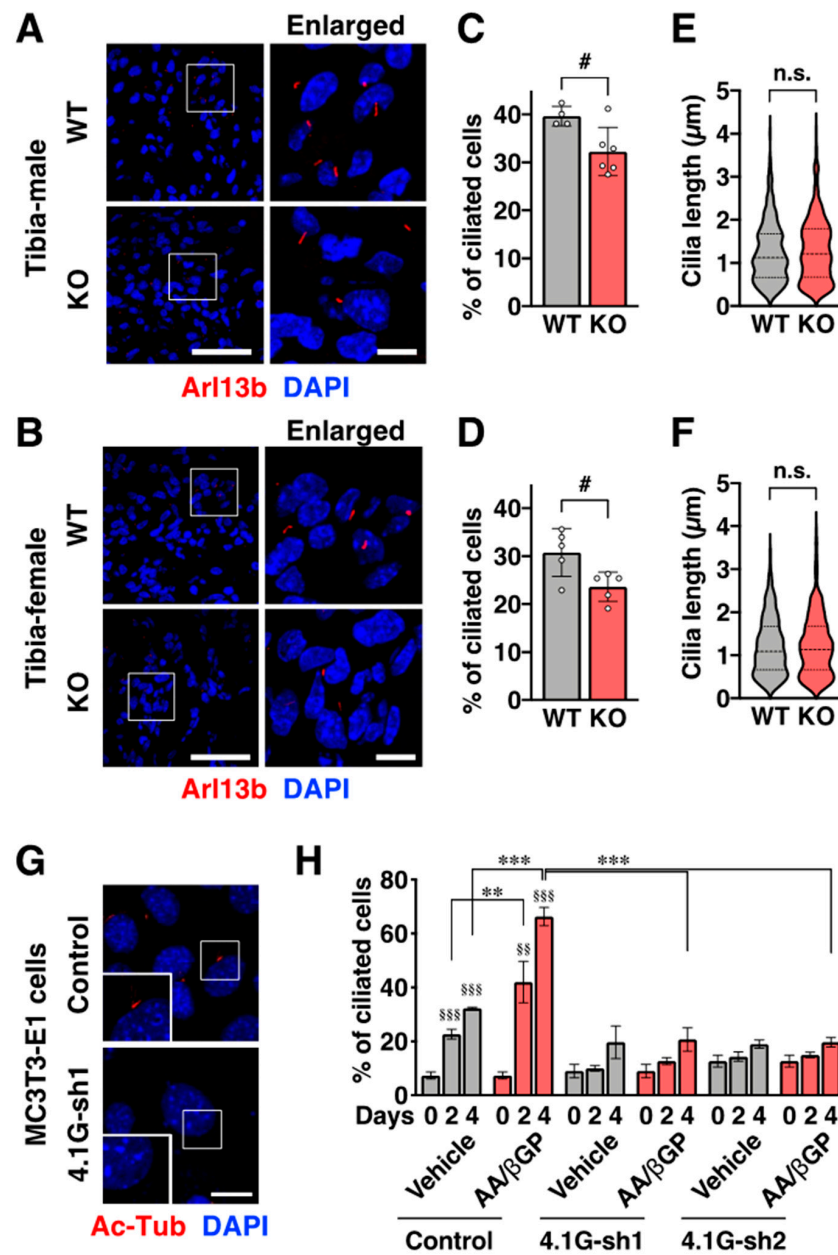 A
Enlarged
Tibia-male
WT
KO
Arl13b DAPI
C
#
% of ciliated cells
40
30
20
10
0
WT KO
E
n.s.
Cilia length (µm)
5
4
3
2
1
0
WT KO
B
Enlarged
Tibia-female
WT
KO
Arl13b DAPI
D
#
% of ciliated cells
40
30
20
10
0
WT KO
F
n.s.
Cilia length (µm)
5
4
3
2
1
0
WT KO
G
MC3T3-E1 cells
Control
4.1G-sh1
Ac-Tub DAPI
H
% of ciliated cells
80
60
40
20
0
*** ***
**
§§§ §§§ §§ §§§
Days 0 2 4 0 2 4 0 2 4 0 2 4 0 2 4 0 2 4
Vehicle AA/βGP Vehicle AA/βGP Vehicle AA/βGP
Control 4.1G-sh1 4.1G-sh2